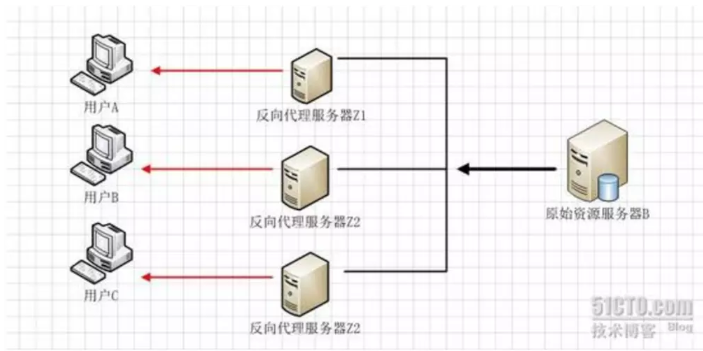 用户A
反向代理服务器Z1
用户B
反向代理服务器Z2
原始资源服务器B
用户C
反向代理服务器Z2
51CTO.com
技术博客 Blog